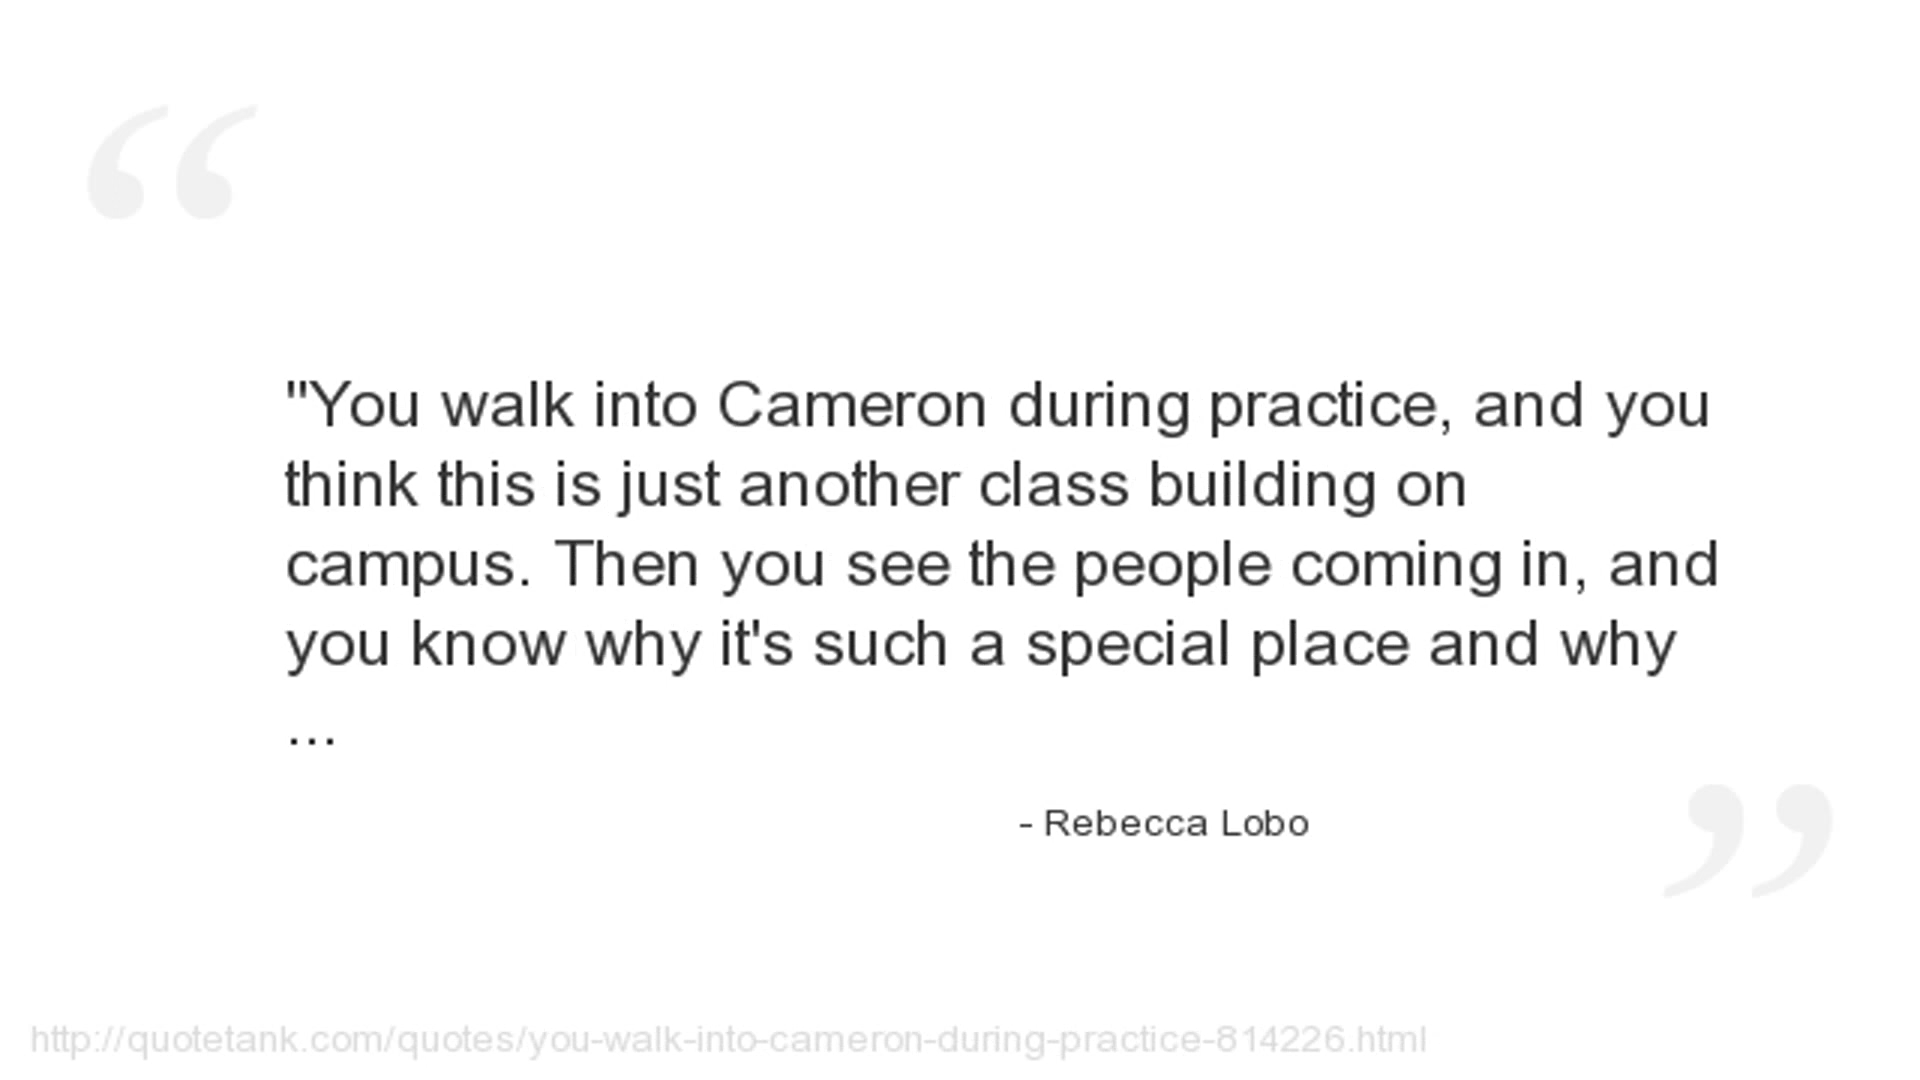 "You walk into Cameron during practice, and you
think this is just another class building on
campus. Then you see the people coming in, and
you know why it's such a special place and why
...
- Rebecca Lobo
http://quotetank.com/quotes/you-walk-into-cameron-during-practice-814226.html